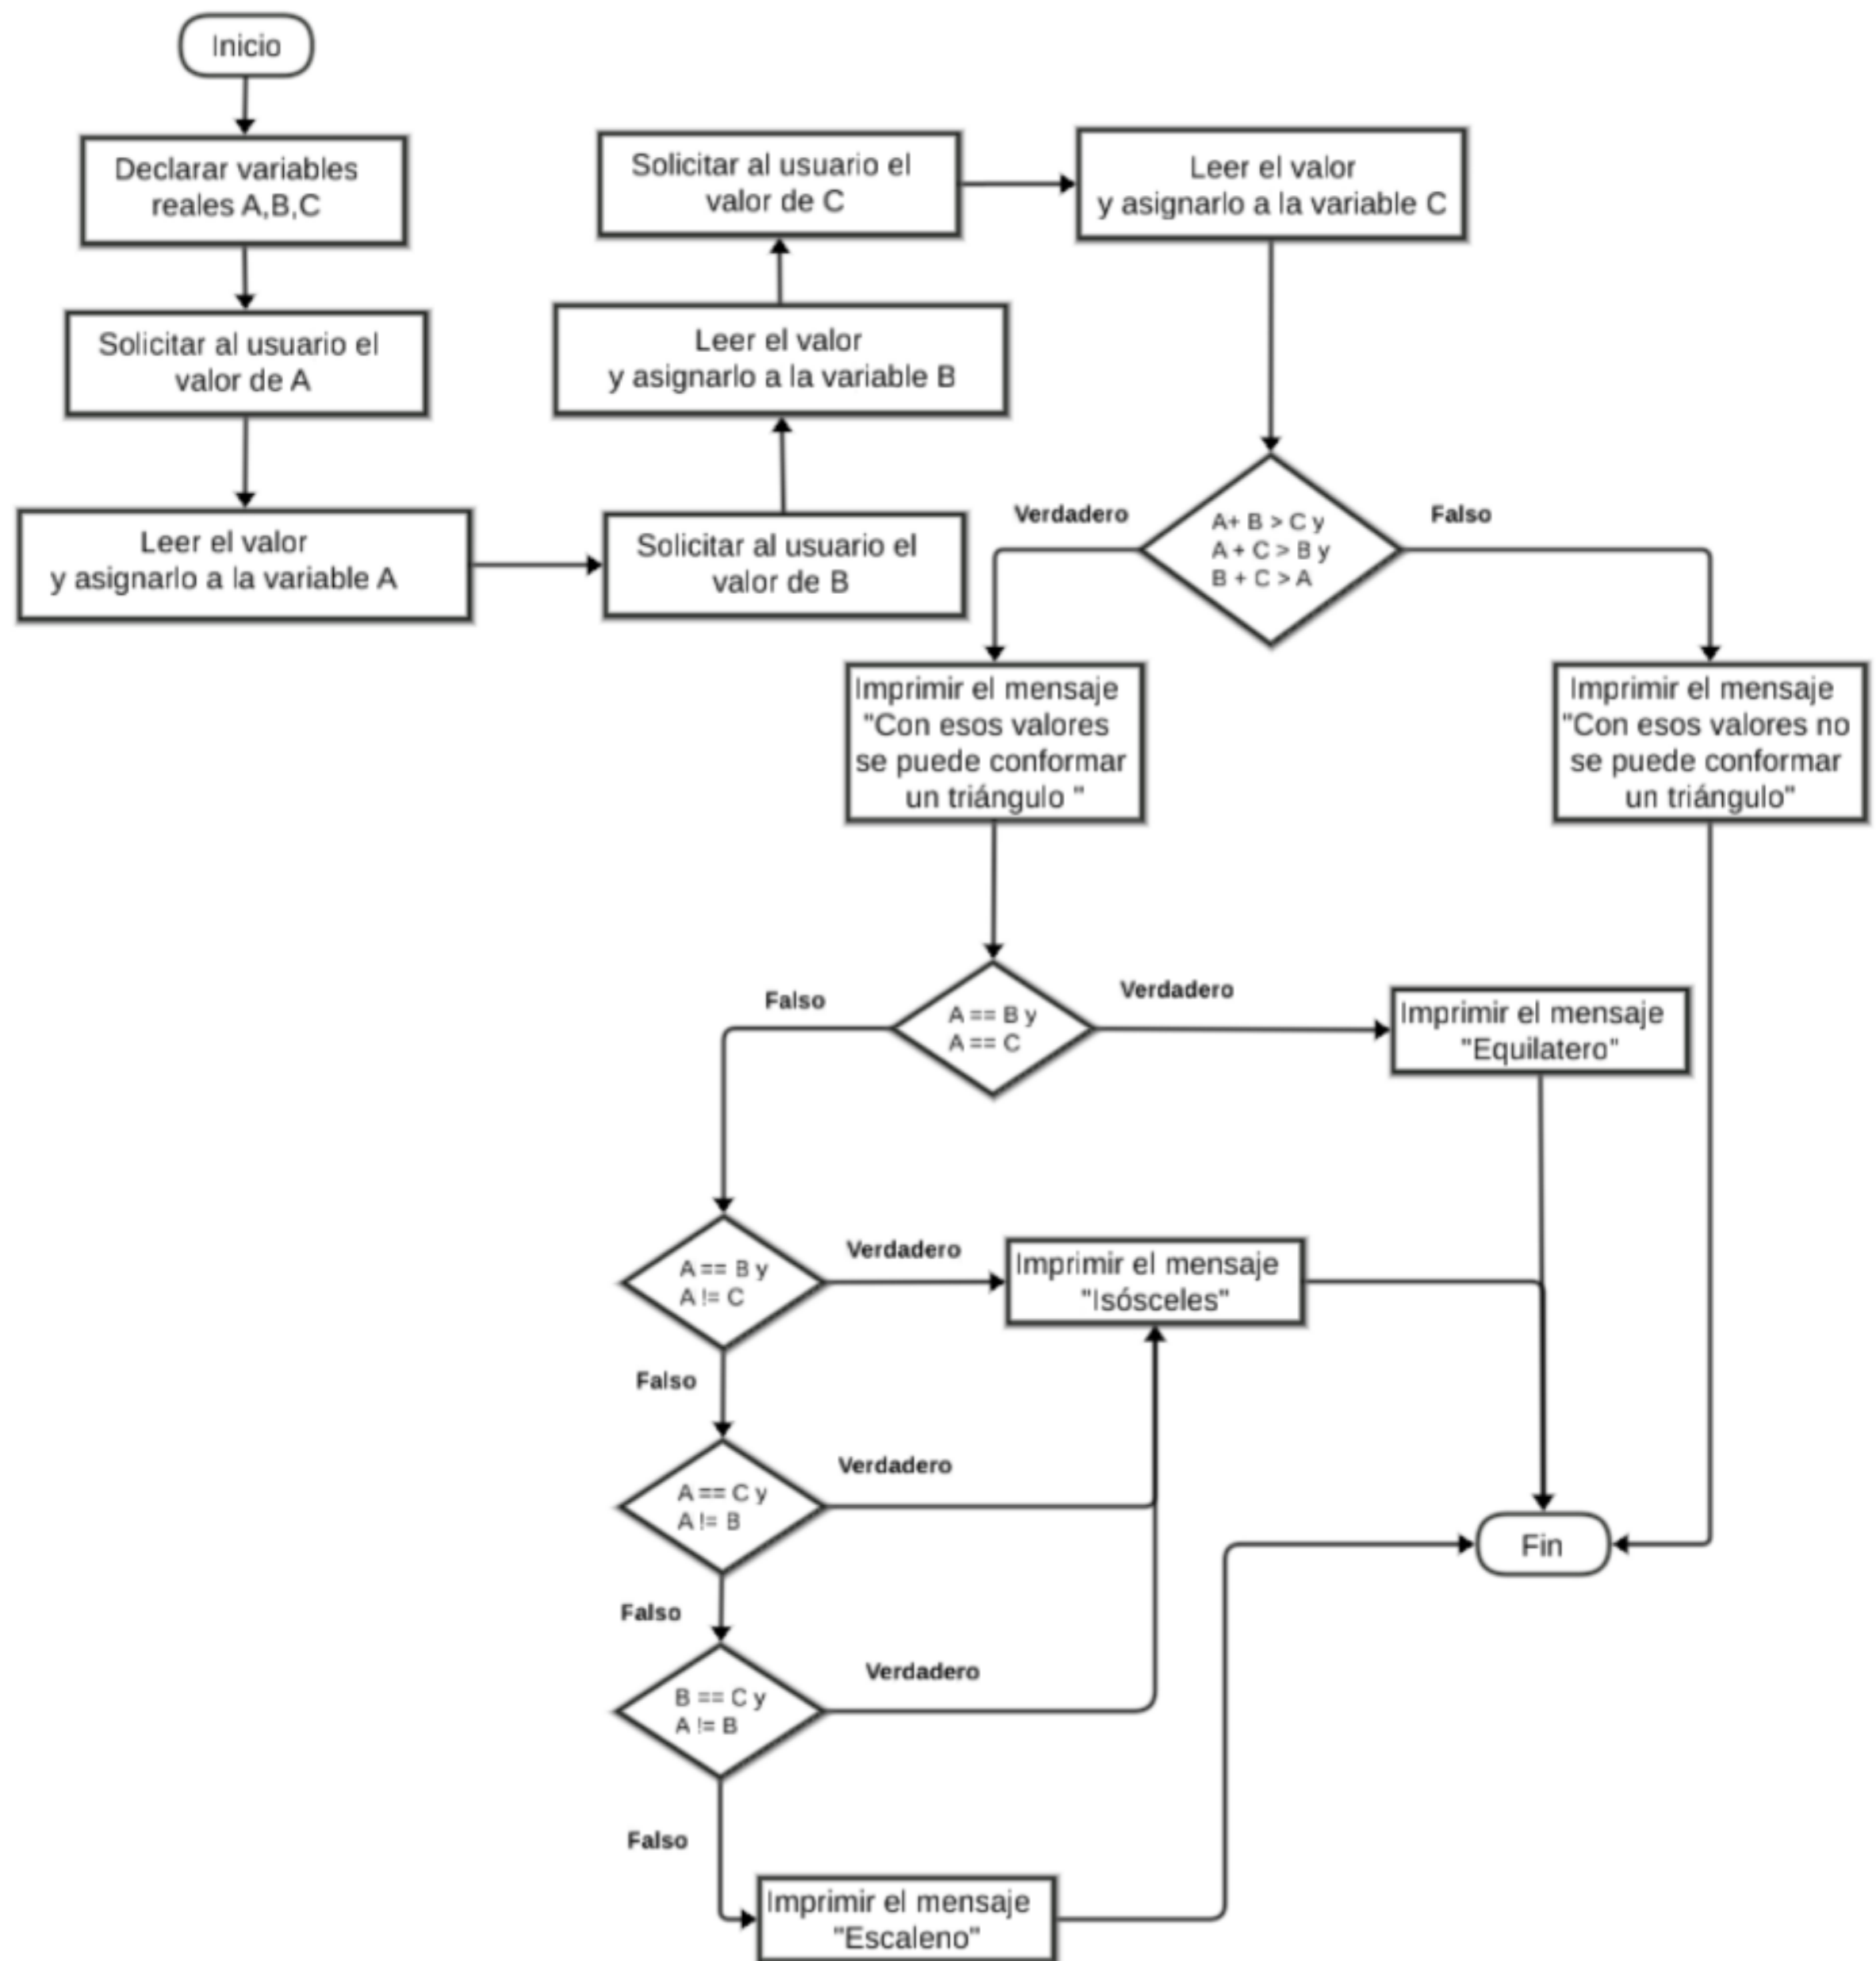 Inicio
Declarar variables
reales A,B,C
Solicitar al usuario el
valor de A
Leer el valor
y asignarlo a la variable A
Solicitar al usuario el
valor de B
Leer el valor
y asignarlo a la variable B
Solicitar al usuario el
valor de C
Leer el valor
y asignarlo a la variable C
A+ B > C y
A + C > B y
B + C > A
Verdadero
Falso
Imprimir el mensaje
"Con esos valores
se puede conformar
un triángulo "
Imprimir el mensaje
"Con esos valores no
se puede conformar
un triángulo"
A == B y
A == C
Falso
Verdadero
Imprimir el mensaje
"Equilatero"
A == B y
A != C
Verdadero
Imprimir el mensaje
"Isósceles"
Falso
A == C y
A != B
Verdadero
Falso
B == C y
A != B
Verdadero
Falso
Imprimir el mensaje
"Escaleno"
Fin